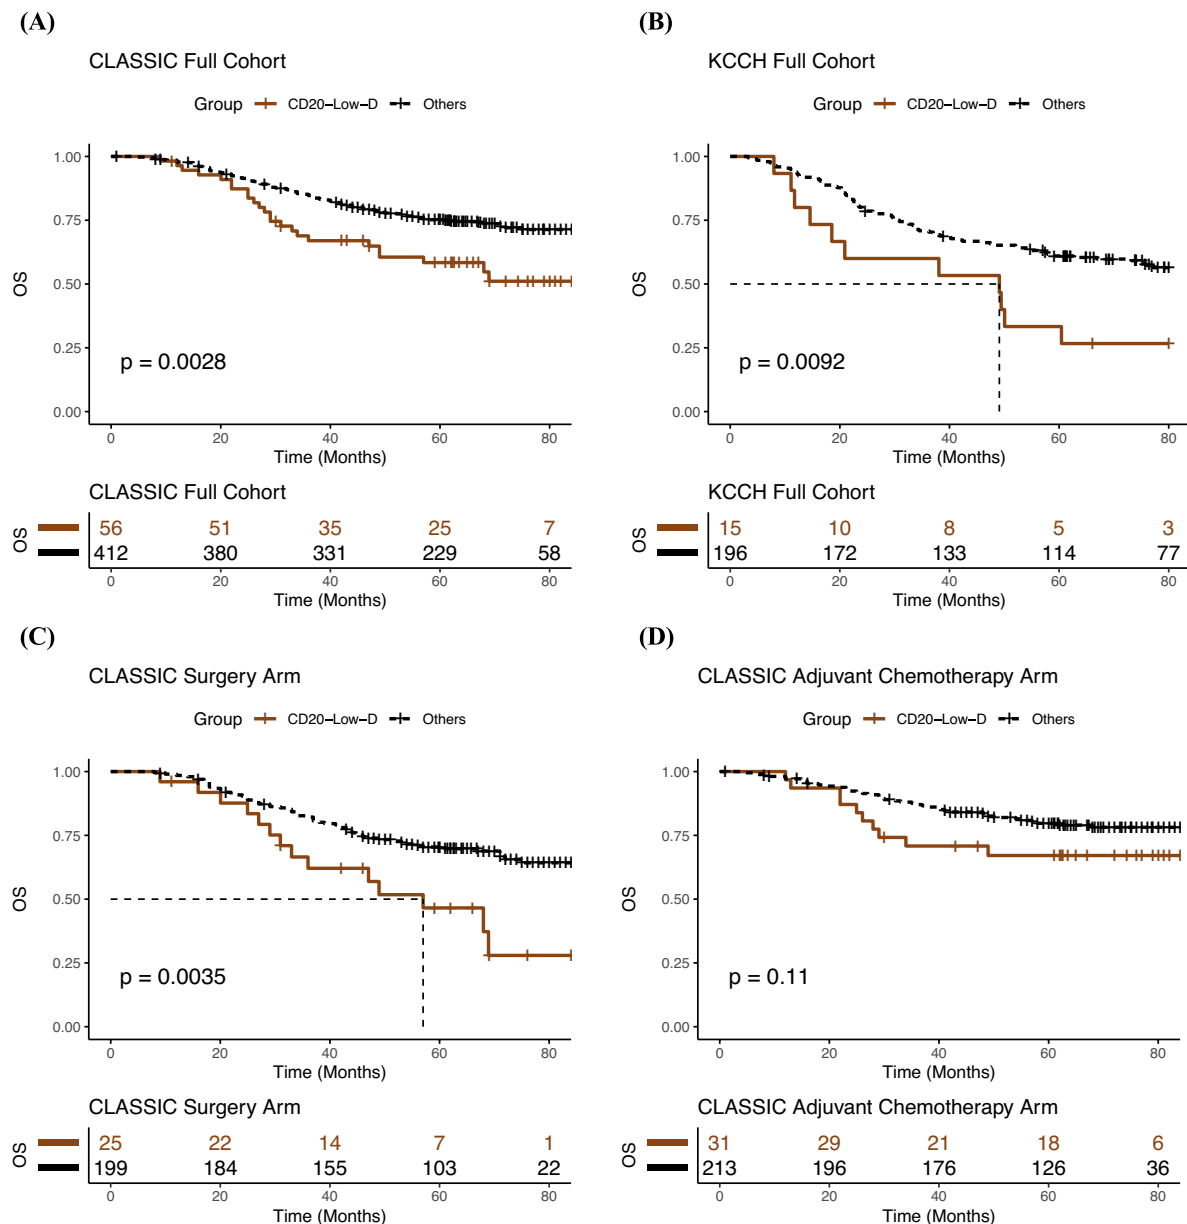 (A)
CLASSIC Full Cohort
Group CD20-Low-D Others
OS
1.00
0.75
0.50
0.25
0.00
p = 0.0028
0 20 40 60 80
Time (Months)
CLASSIC Full Cohort
OS
56 51 35 25 7
412 380 331 229 58
0 20 40 60 80
Time (Months)
(B)
KCCH Full Cohort
Group CD20-Low-D Others
OS
1.00
0.75
0.50
0.25
0.00
p = 0.0092
0 20 40 60 80
Time (Months)
KCCH Full Cohort
OS
15 10 8 5 3
196 172 133 114 77
0 20 40 60 80
Time (Months)
(C)
CLASSIC Surgery Arm
Group CD20-Low-D Others
OS
1.00
0.75
0.50
0.25
0.00
p = 0.0035
0 20 40 60 80
Time (Months)
CLASSIC Surgery Arm
OS
25 22 14 7 1
199 184 155 103 22
0 20 40 60 80
Time (Months)
(D)
CLASSIC Adjuvant Chemotherapy Arm
Group CD20-Low-D Others
OS
1.00
0.75
0.50
0.25
0.00
p = 0.11
0 20 40 60 80
Time (Months)
CLASSIC Adjuvant Chemotherapy Arm
OS
31 29 21 18 6
213 196 176 126 36
0 20 40 60 80
Time (Months)